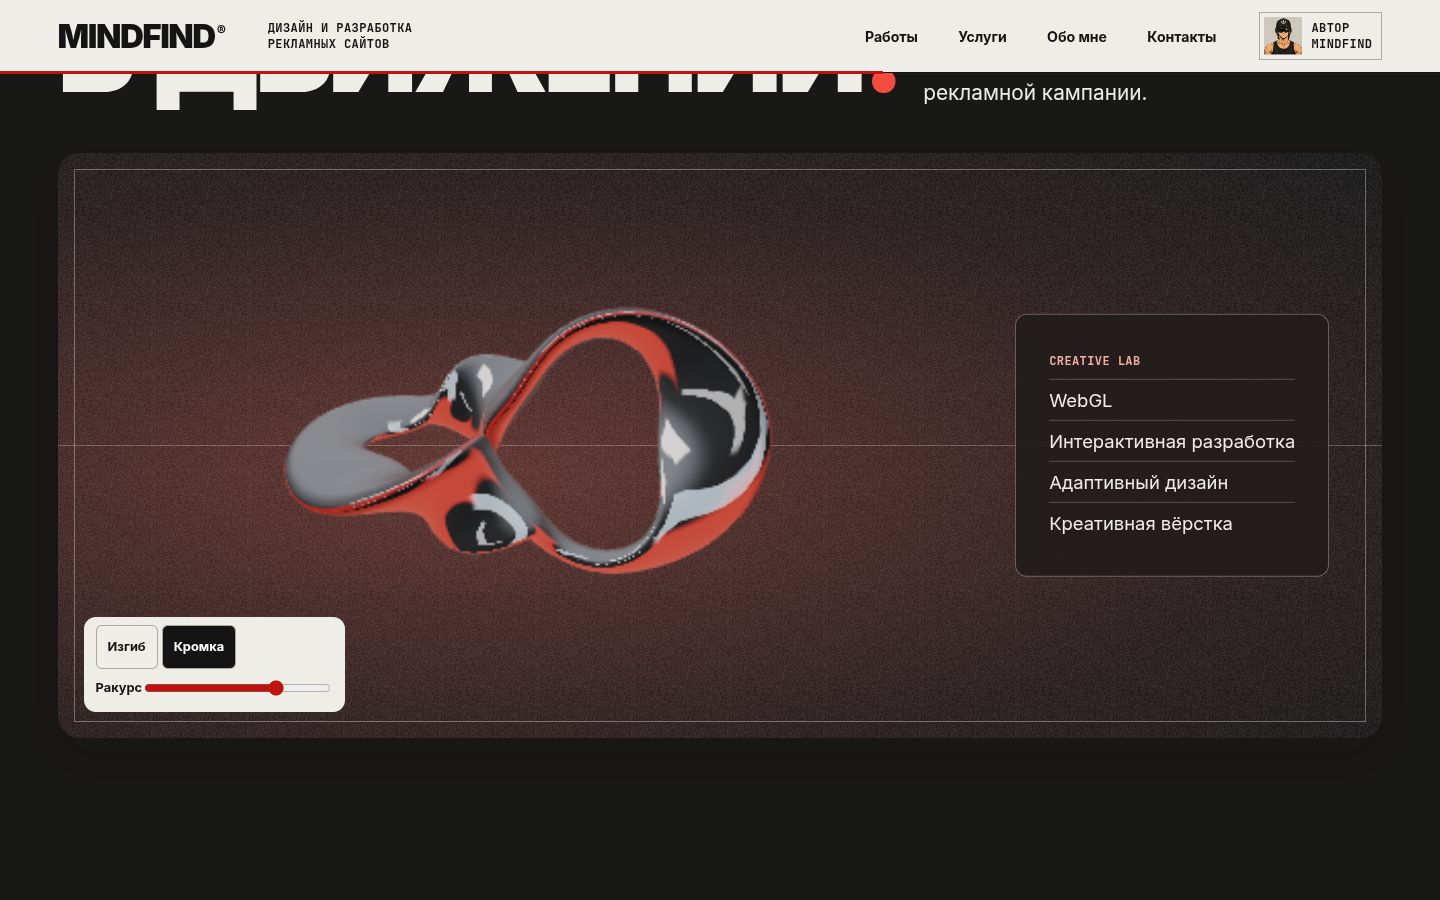 MINDFIND®
ДИЗАЙН И РАЗРАБОТКА
РЕКЛАМНЫХ САЙТОВ
Работы
Услуги
Обо мне
Контакты
АВТОР
MINDFIND
В ДВИЖЕНИИ.
рекламной кампании.
CREATIVE LAB
WebGL
Интерактивная разработка
Адаптивный дизайн
Креативная вёрстка
Изгиб
Кромка
Ракурс